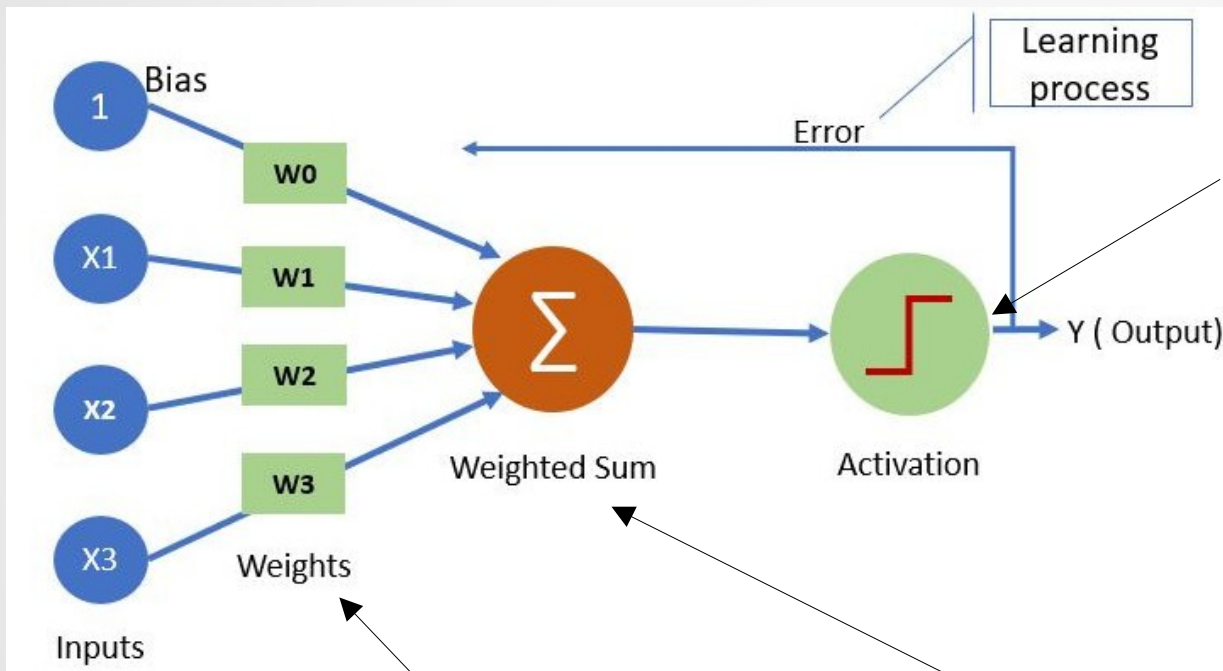 Learning
process
Bias
1
Error
W0
X1
W1
Σ
Y ( Output)
W2
X2
Weighted Sum
Activation
W3
X3
Weights
Inputs